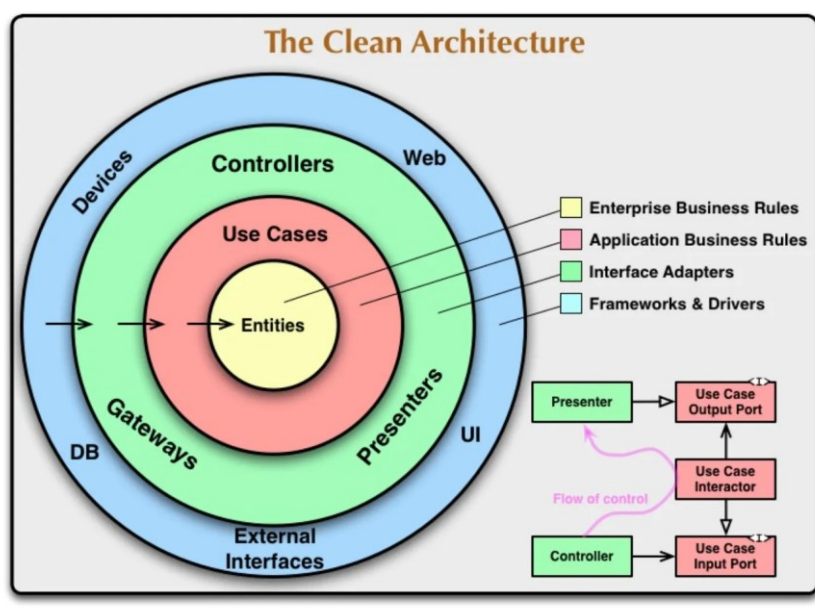 The Clean Architecture
Devices
Controllers
Web
Use Cases
Entities
Gateways
Presenters
DB
UI
External
Interfaces
Enterprise Business Rules
Application Business Rules
Interface Adapters
Frameworks & Drivers
Presenter
Use Case
Output Port
Flow of control
Use Case
Interactor
Controller
Use Case
Input Port